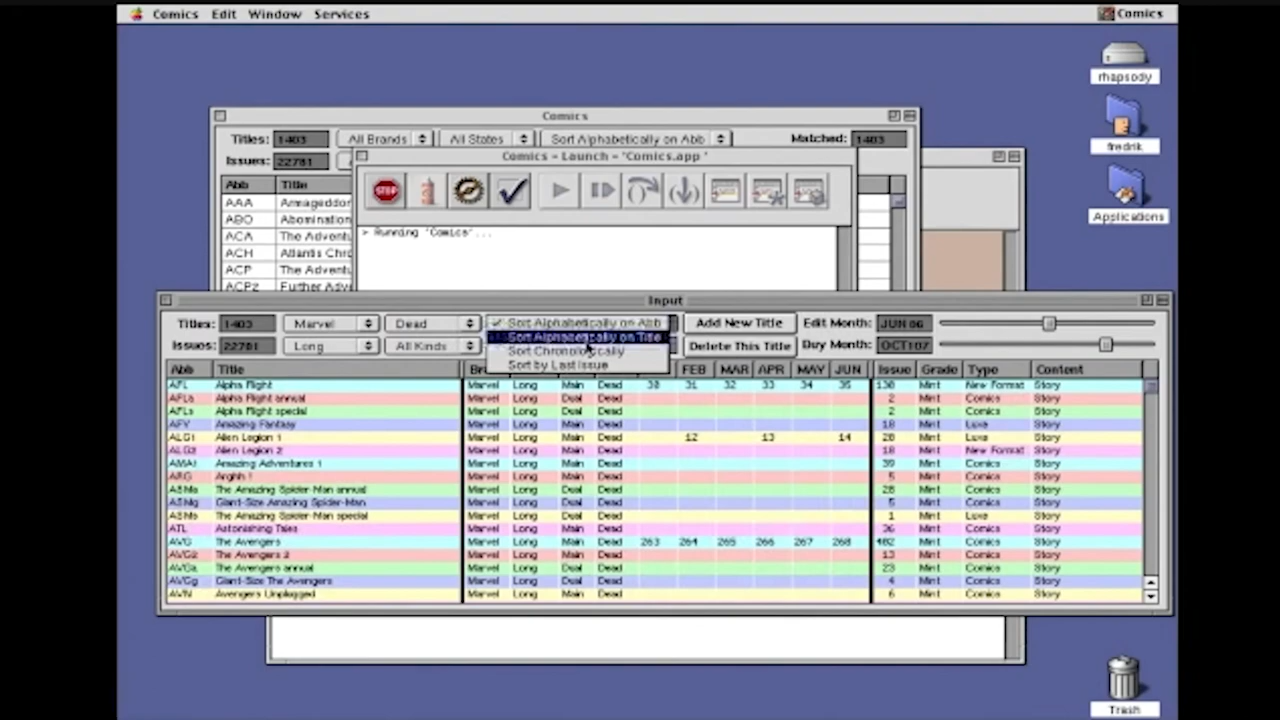 Comics Edit Window Services Comics
rhapsody
fredrik
Applications
Comics
Titles: 1403 All Brands All States Sort Alphabetically on Abb Matched: 1403
Issues: 22781
Comics - Launch - "Comics.app"
STOP
Abb Title
AAA Armageddon
ABO Abomination
ACA The Adventu
ACH Atlantis Chr
ACP The Adventu
ACP2 Further Adver
> Running 'Comics'...
Input
Titles: 1403 Marvel Dead Sort Alphabetically on Abb Add New Title Edit Month: JUN 86
Sort Alphabetically on Title
Issues: 22781 Long All Kinds Sort Chronologically Delete This Title Buy Month: OCT107
Sort by Last Issue
Abb Title Br FEB MAR APR MAY JUN Issue Grade Type Content
AFL Alpha Flight Marvel Long Main Dead 30 31 32 33 34 35 130 Mint New Format Story
AFLa Alpha Flight annual Marvel Long Dual Dead 2 Mint Comics Story
AFLs Alpha Flight special Marvel Long Dual Dead 2 Mint Comics Story
AFY Amazing Fantasy Marvel Long Main Dead 18 Mint Luxe Story
ALG1 Alien Legion 1 Marvel Long Main Dead 12 13 14 20 Mint Luxe Story
ALG2 Alien Legion 2 Marvel Long Main Dead 18 Mint New Format Story
AMA1 Amazing Adventures 1 Marvel Long Main Dead 39 Mint Comics Story
ARG Arghh ! Marvel Long Main Dead 5 Mint Comics Story
ASMa The Amazing Spider-Man annual Marvel Long Dual Dead 28 Mint Comics Story
ASMg Giant-Size Amazing Spider-Man Marvel Long Dual Dead 5 Mint Comics Story
ASMs The Amazing Spider-Man special Marvel Long Dual Dead 1 Mint Luxe Story
ATL Astonishing Tales Marvel Long Main Dead 36 Mint Comics Story
AVG The Avengers Marvel Long Main Dead 263 264 265 266 267 268 402 Mint Comics Story
AVG2 The Avengers 2 Marvel Long Main Dead 13 Mint Comics Story
AVGa The Avengers annual Marvel Long Dual Dead 23 Mint Comics Story
AVGg Giant-Size The Avengers Marvel Long Dual Dead 4 Mint Comics Story
AVN Avengers Unplugged Marvel Long Main Dead 6 Mint Comics Story
Trash